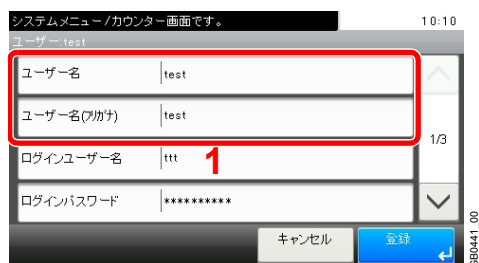 システムメニュー/カウンター画面です。 10:10
ユーザー:test
ユーザー名 test
ユーザー名(フリガナ) test
1/3
ログインユーザー名 ttt 1
ログインパスワード **********
キャンセル 登録
GB0441_00